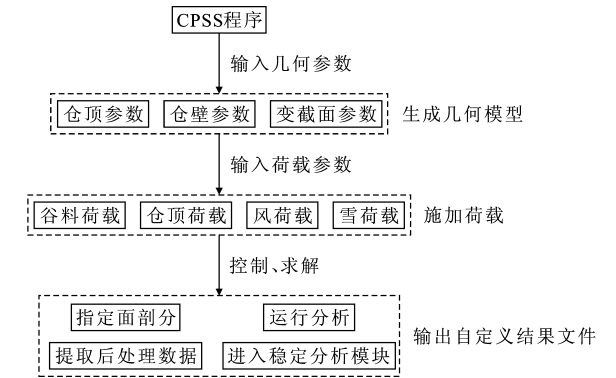 CPSS程序
输入几何参数
仓顶参数 仓壁参数 变截面参数 生成几何模型
输入荷载参数
谷料荷载 仓顶荷载 风荷载 雪荷载 施加荷载
控制、求解
指定面剖分 运行分析
输出自定义结果文件
提取后处理数据 进入稳定分析模块